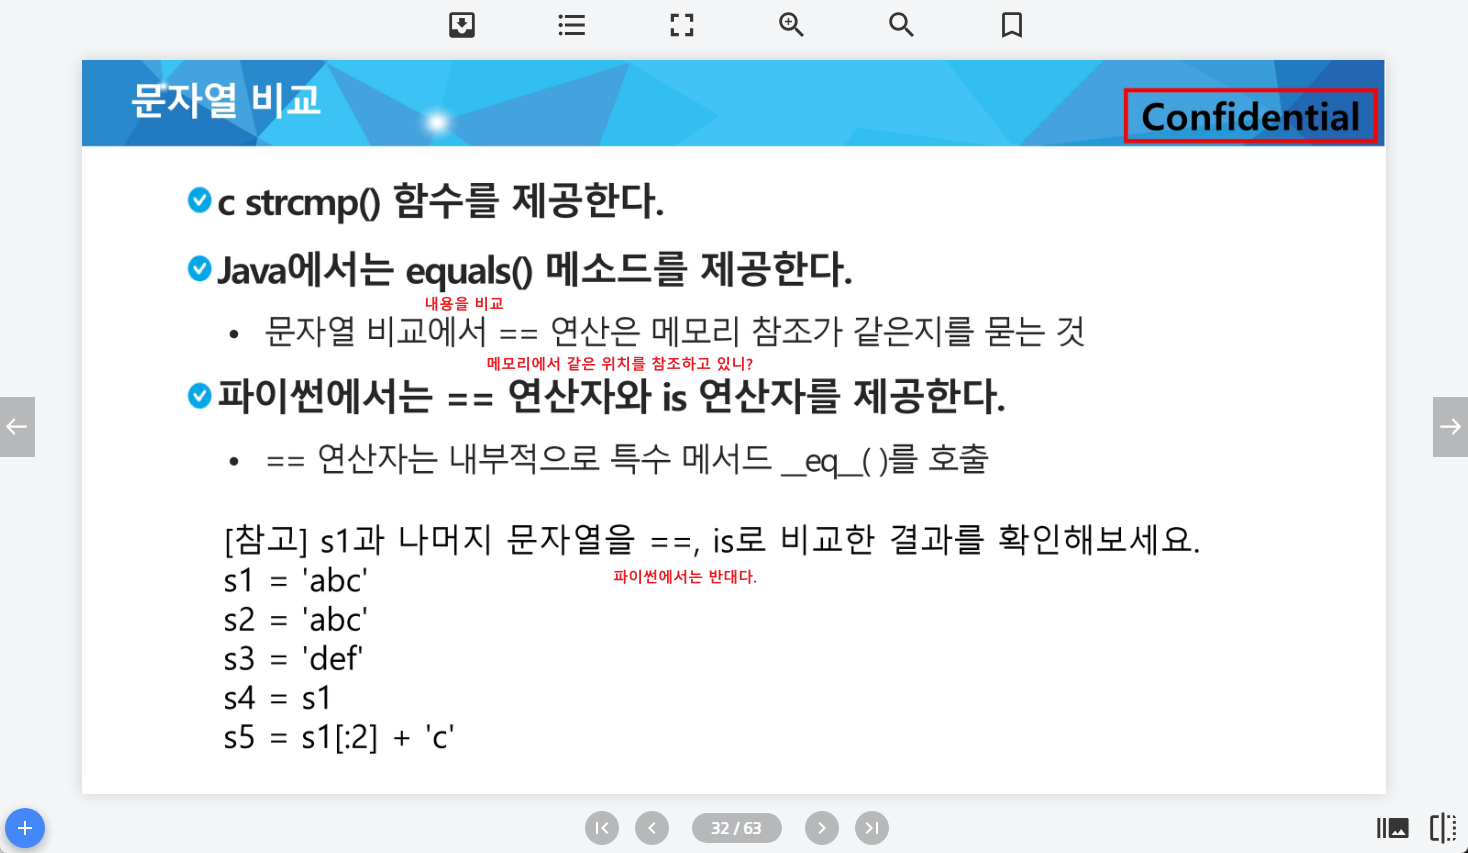 문자열 비교
Confidential
c strcmp() 함수를 제공한다.
Java에서는 equals() 메소드를 제공한다.
내용을 비교
• 문자열 비교에서 == 연산은 메모리 참조가 같은지를 묻는 것
메모리에서 같은 위치를 참조하고 있니?
파이썬에서는 == 연산자와 is 연산자를 제공한다.
• == 연산자는 내부적으로 특수 메서드 __eq__( )를 호출
[참고] s1과 나머지 문자열을 ==, is로 비교한 결과를 확인해보세요.
파이썬에서는 반대다.
s1 = 'abc'
s2 = 'abc'
s3 = 'def'
s4 = s1
s5 = s1[:2] + 'c'
32 / 63